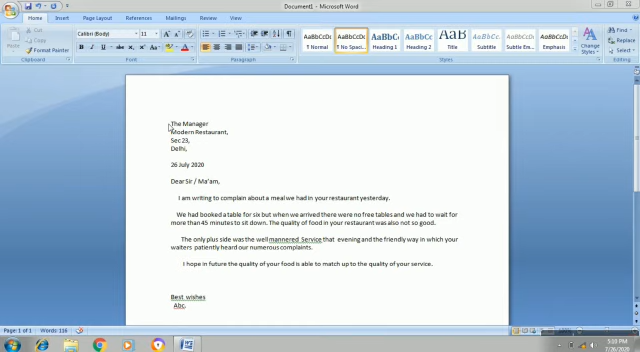 Document1 - Microsoft Word
Home Insert Page Layout References Mailings Review View
Paste
Cut
Copy
Format Painter
Clipboard
Calibri (Body) 11
Font
Paragraph
AaBbCcDc AaBbCcDc AaBbCc AaBbCc AaB AaBbCc. AaBbCcDc AaBbCcDc
¶ Normal ¶ No Spaci... Heading 1 Heading 2 Title Subtitle Subtle Em... Emphasis
Change Styles
Styles
Find
Replace
Select
Editing
The Manager
Modern Restaurant,
Sec 23,
Delhi,
26 July 2020
Dear Sir / Ma'am,
I am writing to complain about a meal we had in your restaurant yesterday.
We had booked a table for six but when we arrived there were no free tables and we had to wait for
more than 45 minutes to sit down. The quality of food in your restaurant was also not so good.
The only plus side was the well mannered Service that evening and the friendly way in which your
waiters patiently heard our numerous complaints.
I hope in future the quality of your food is able to match up to the quality of your service.
Best wishes
Abc.
Page: 1 of 1 Words: 116
5:10 PM
7/26/2020